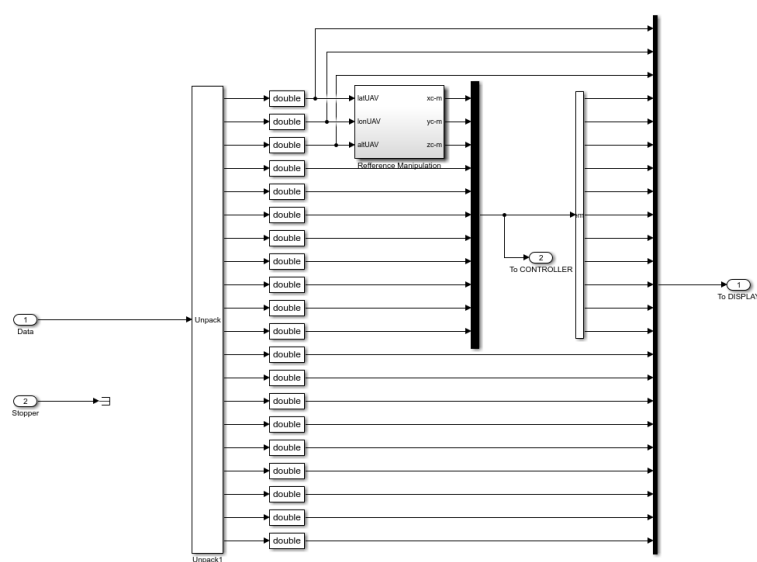 double latUAV xc-m
double lonUAV yc-m
double altUAV zc-m
Refference Manipulation
double
double
double
double
double 2
To CONTROLLER
double 1
To DISPLA
double
1 Unpack
Data double
double
double
2 double
Stopper
double
double
double
double
double
double
Unpack1